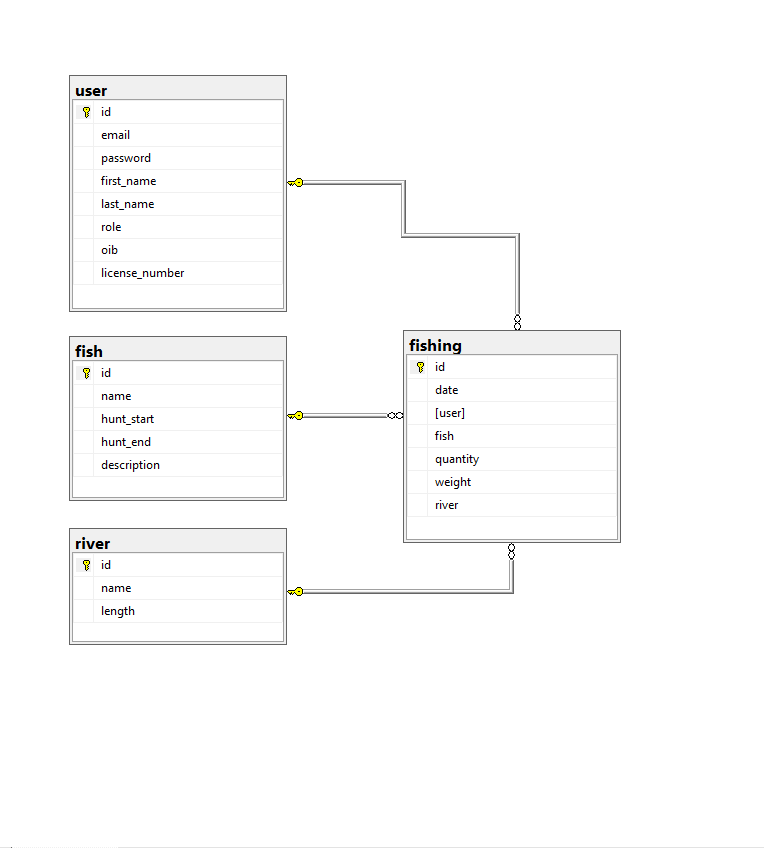 user
id
email
password
first_name
last_name
role
oib
license_number
fish
id
name
hunt_start
hunt_end
description
river
id
name
length
fishing
id
date
[user]
fish
quantity
weight
river